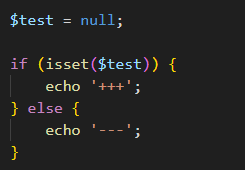 $test = null;

if (isset($test)) {
    echo '+++';
} else {
    echo '---';
}